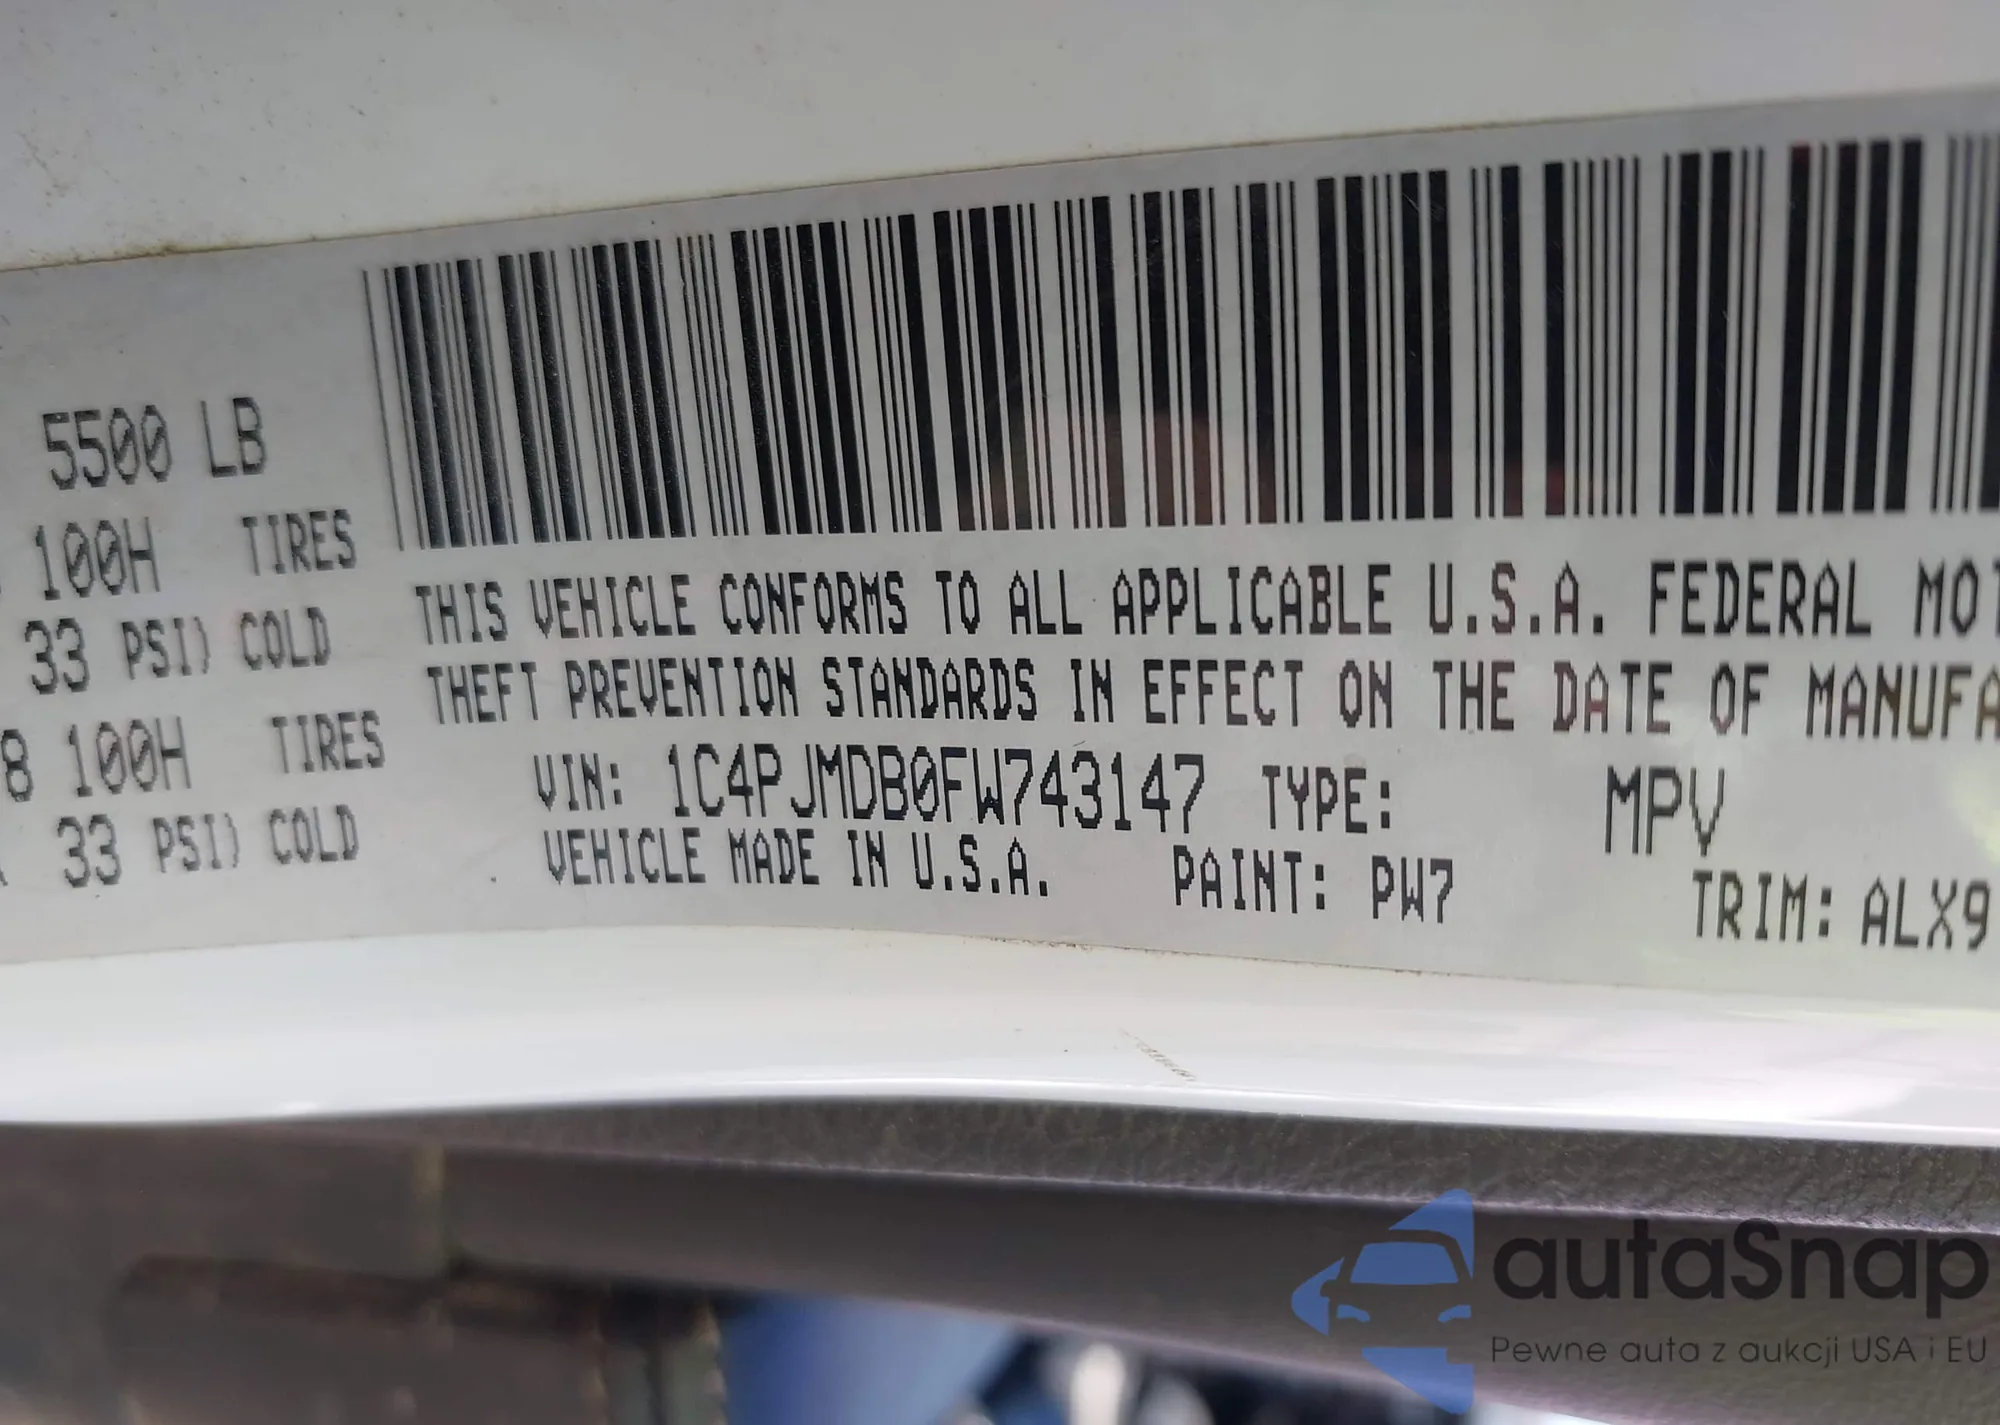 5500 LB
100H TIRES
33 PSI) COLD
8 100H TIRES
33 PSI) COLD
THIS VEHICLE CONFORMS TO ALL APPLICABLE U.S.A. FEDERAL MOT
THEFT PREVENTION STANDARDS IN EFFECT ON THE DATE OF MANUFA
VIN: 1C4PJMDB0FW743147 TYPE: MPV
VEHICLE MADE IN U.S.A. PAINT: PW7 TRIM: ALX9
autaSnap
Pewne auta z aukcji USA i EU